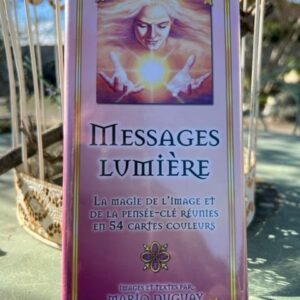 MESSAGES
LUMIÈRE
LA MAGIE DE L'IMAGE ET
DE LA PENSÉE-CLÉ RÉUNIES
EN 54 CARTES COULEURS
IMAGES ET TEXTES PAR
MARIO DUGUAY